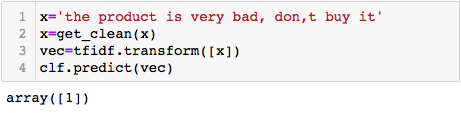 1 x='the product is very bad, don,t buy it'
2 x=get_clean(x)
3 vec=tfidf.transform([x])
4 clf.predict(vec)
array([1])